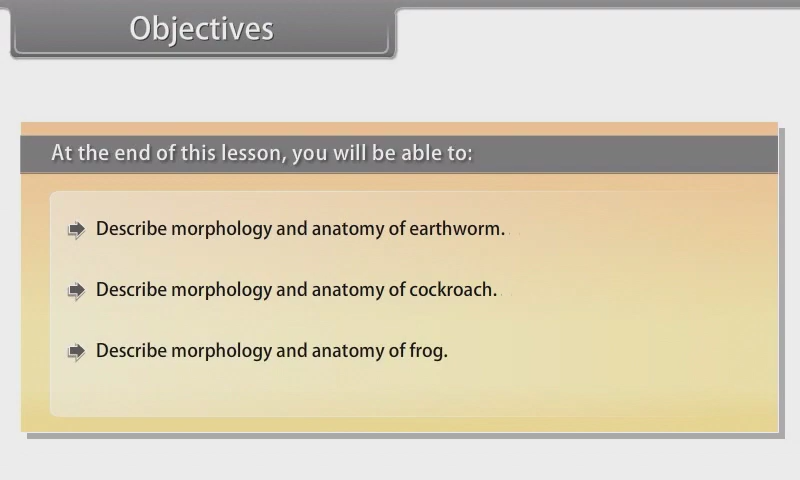 Objectives
At the end of this lesson, you will be able to:
Describe morphology and anatomy of earthworm.
Describe morphology and anatomy of cockroach.
Describe morphology and anatomy of frog.